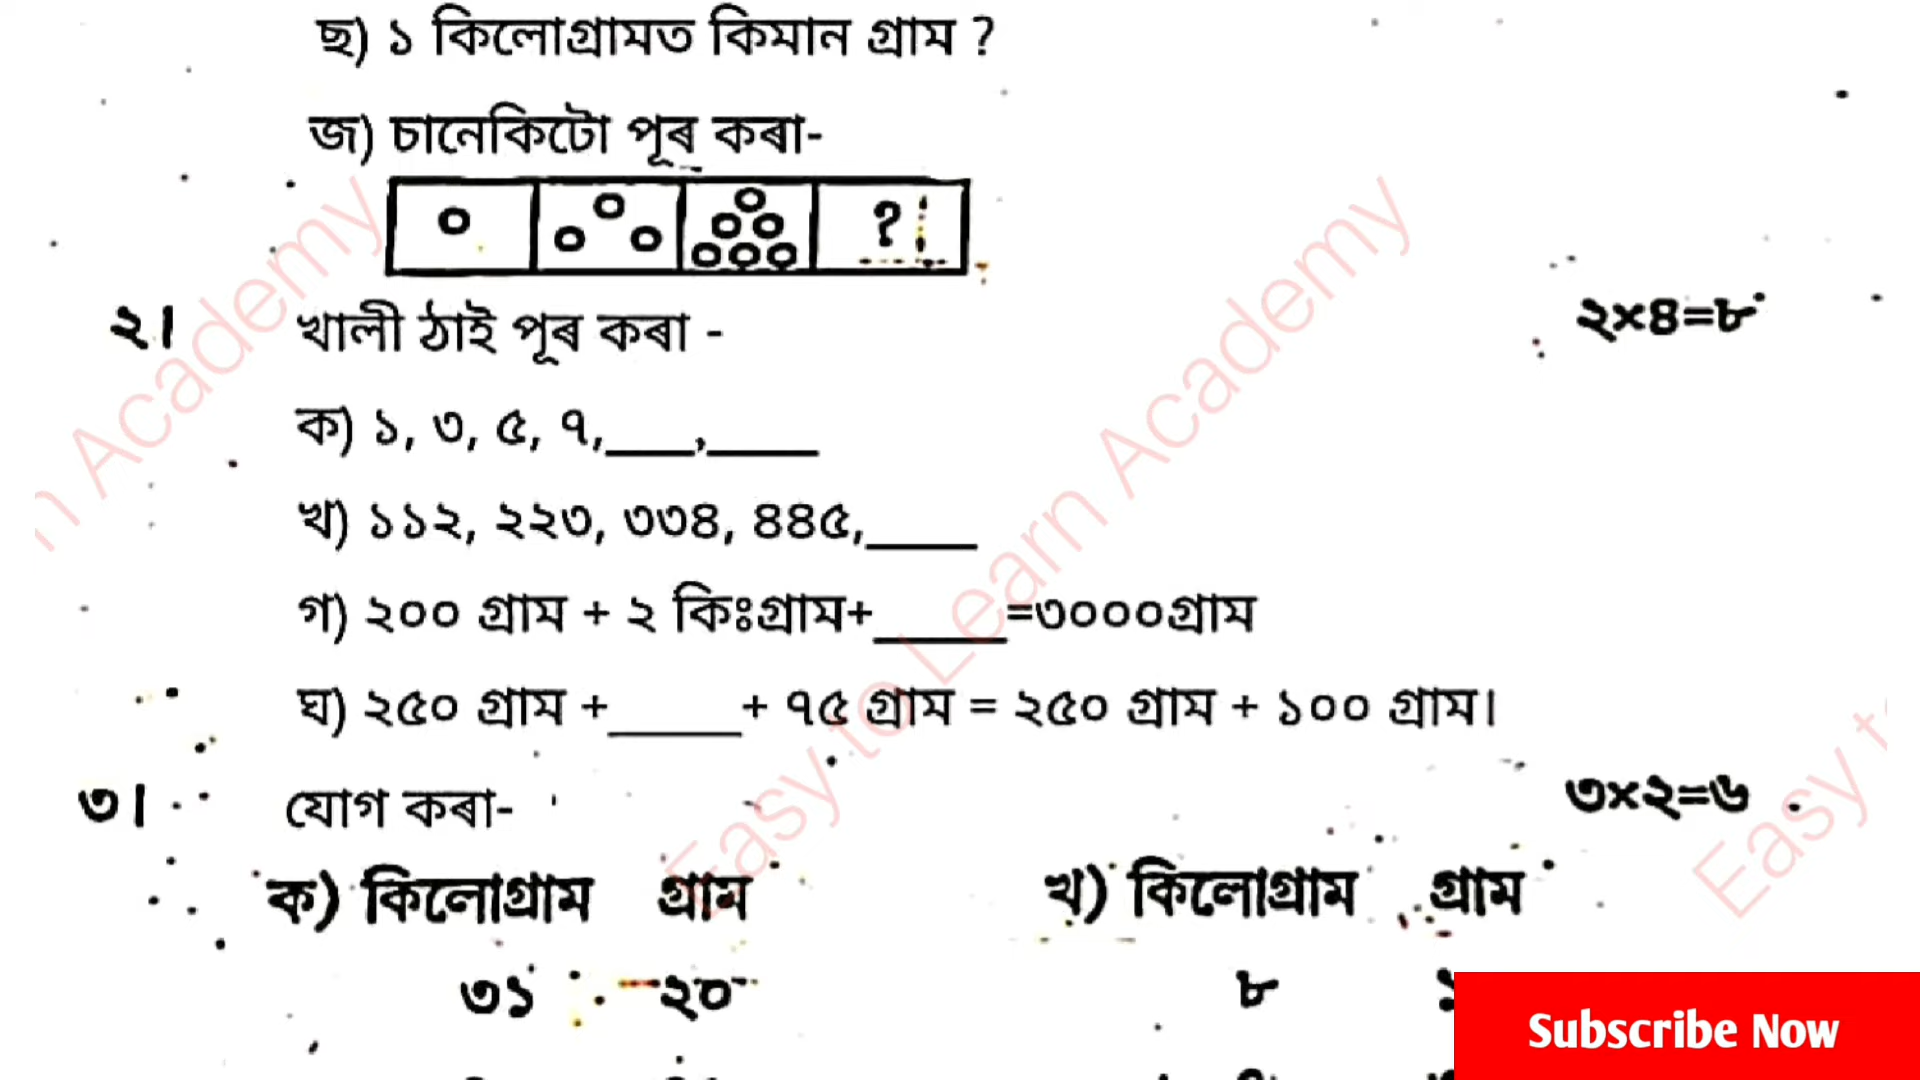 ছ) ১ কিলোগ্ৰামত কিমান গ্ৰাম ?
জ) চানেকিটো পূৰ কৰা-
?
২। খালী ঠাই পূৰ কৰা - ২×৪=৮
ক) ১, ৩, ৫, ৭,____,____
খ) ১১২, ২২৩, ৩৩৪, ৪৪৫,____
গ) ২০০ গ্ৰাম + ২ কিঃগ্ৰাম+____=৩০০০গ্ৰাম
ঘ) ২৫০ গ্ৰাম +____+ ৭৫ গ্ৰাম = ২৫০ গ্ৰাম + ১০০ গ্ৰাম।
৩। যোগ কৰা- ৩×২=৬
ক) কিলোগ্ৰাম গ্ৰাম খ) কিলোগ্ৰাম গ্ৰাম
৩১ ২০ ৮
Subscribe Now
Easy to Learn Academy
n Academy
Easy t